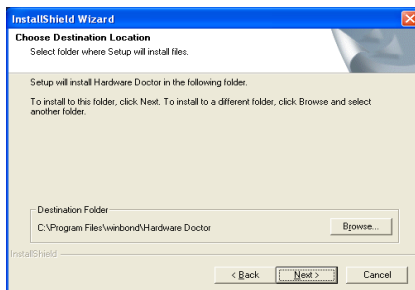 InstallShield Wizard
Choose Destination Location
Select folder where Setup will install files.
Setup will install Hardware Doctor in the following folder.
To install to this folder, click Next. To install to a different folder, click Browse and select
another folder.
Destination Folder
C:\Program Files\winbond\Hardware Doctor
Browse...
InstallShield
< Back
Next >
Cancel